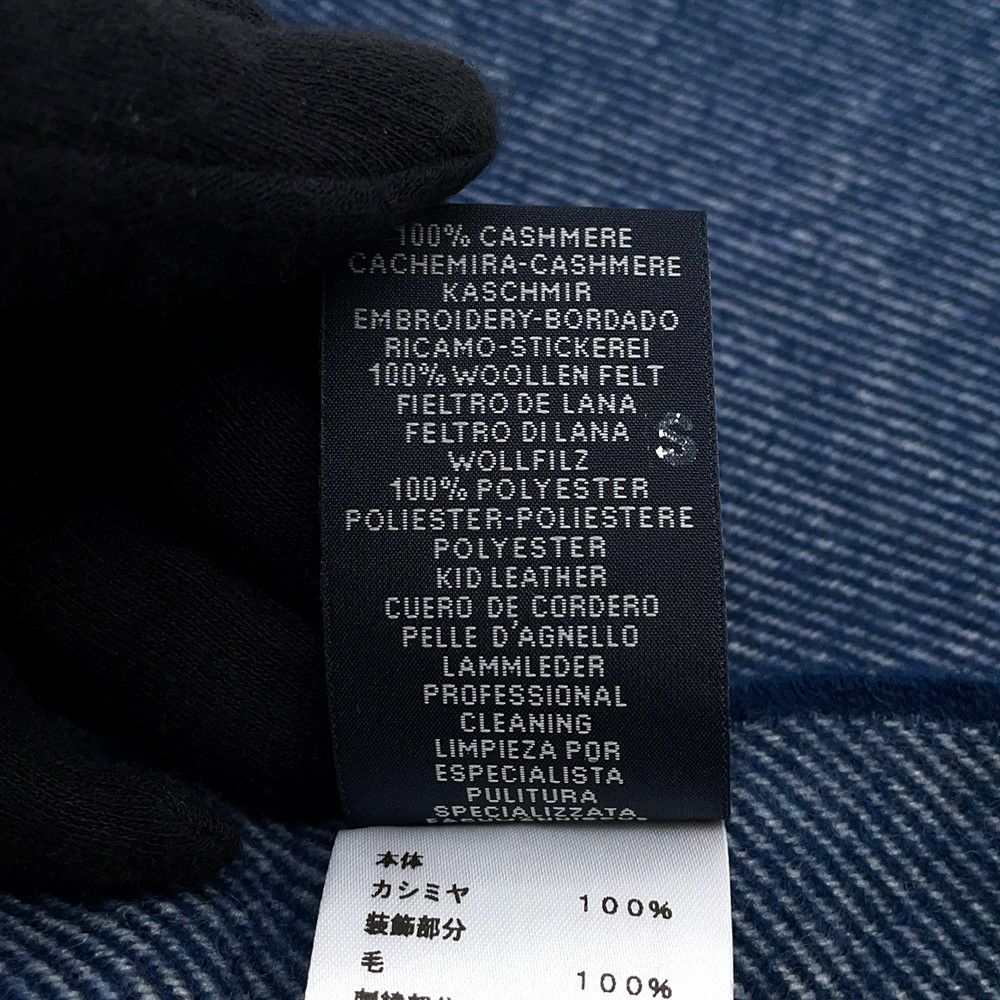 100% CASHMERE
CACHEMIRA-CASHMERE
KASCHMIR
EMBROIDERY-BORDADO
RICAMO-STICKEREI
100% WOOLLEN FELT
FIELTRO DE LANA
FELTRO DI LANA
S
WOLLFILZ
100% POLYESTER
POLIESTER-POLIESTERE
POLYESTER
KID LEATHER
CUERO DE CORDERO
PELLE D'AGNELLO
LAMMLEDER
PROFESSIONAL
CLEANING
LIMPIEZA POR
ESPECIALISTA
PULITURA
SPECIALIZZATA
本体
カシミヤ 100%
装飾部分
毛 100%